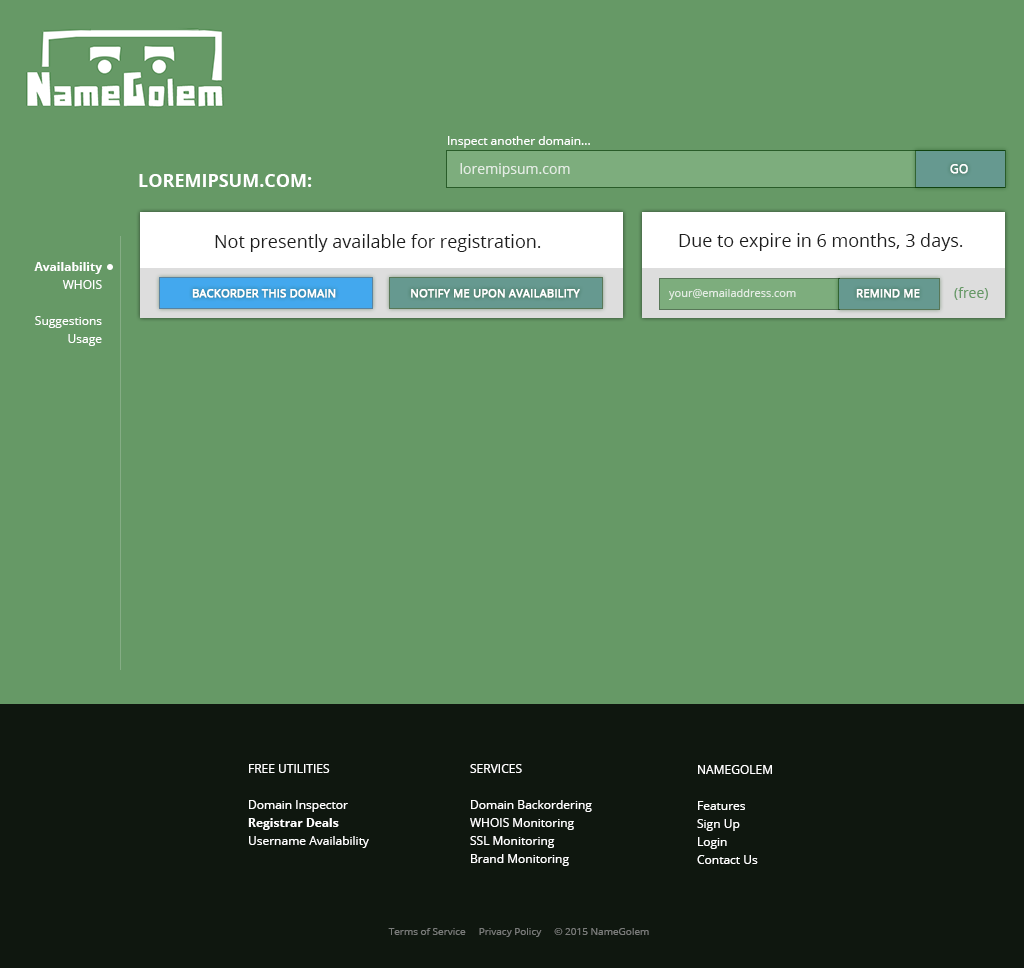 NameGolem
Inspect another domain...
loremipsum.com
GO
LOREMIPSUM.COM:
Not presently available for registration.
BACKORDER THIS DOMAIN
NOTIFY ME UPON AVAILABILITY
Due to expire in 6 months, 3 days.
your@emailaddress.com
REMIND ME
(free)
Availability
WHOIS
Suggestions
Usage
FREE UTILITIES
Domain Inspector
Registrar Deals
Username Availability
SERVICES
Domain Backordering
WHOIS Monitoring
SSL Monitoring
Brand Monitoring
NAMEGOLEM
Features
Sign Up
Login
Contact Us
Terms of Service Privacy Policy © 2015 NameGolem